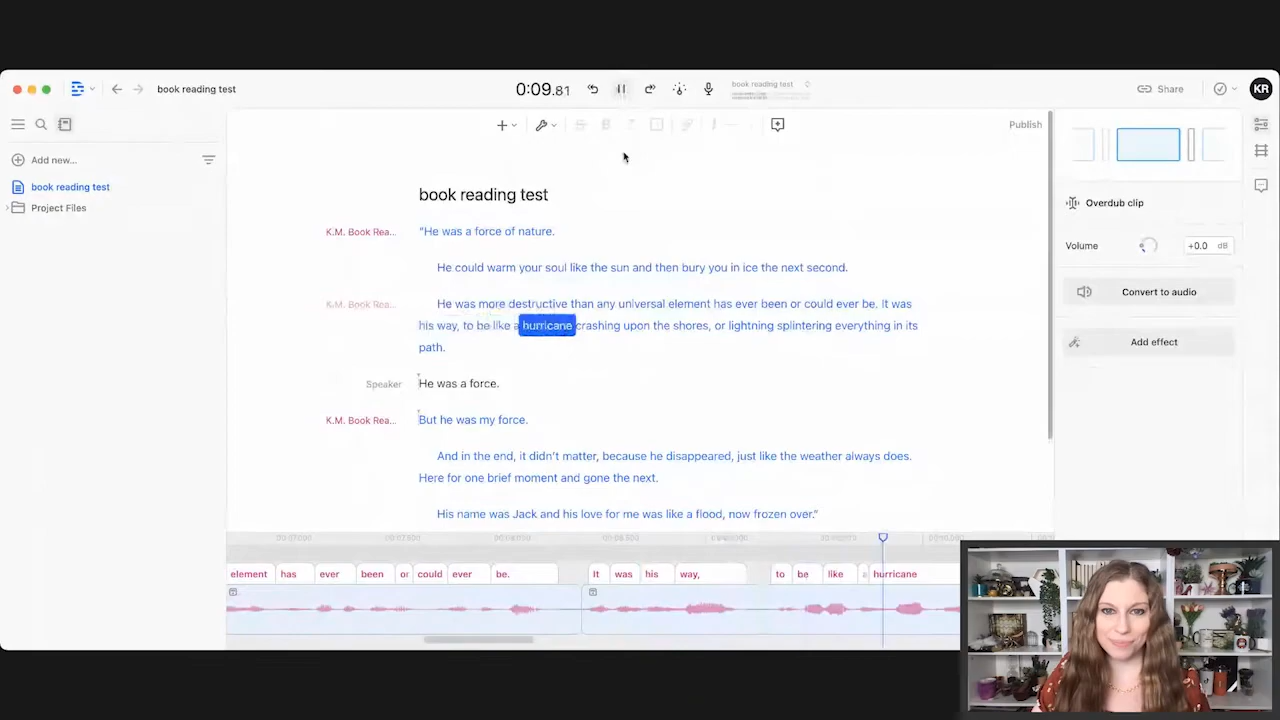 book reading test
0:09.81
book reading test
Share
KR
Publish
Add new...
book reading test
Project Files
book reading test
K.M. Book Rea...
"He was a force of nature.
He could warm your soul like the sun and then bury you in ice the next second.
K.M. Book Rea...
He was more destructive than any universal element has ever been or could ever be. It was
his way, to be like a hurricane crashing upon the shores, or lightning splintering everything in its
path.
Speaker
He was a force.
K.M. Book Rea...
But he was my force.
And in the end, it didn't matter, because he disappeared, just like the weather always does.
Here for one brief moment and gone the next.
His name was Jack and his love for me was like a flood, now frozen over."
Overdub clip
Volume
+0.0 dB
Convert to audio
Add effect
element has ever been or could ever be. It was his way, to be like a hurricane